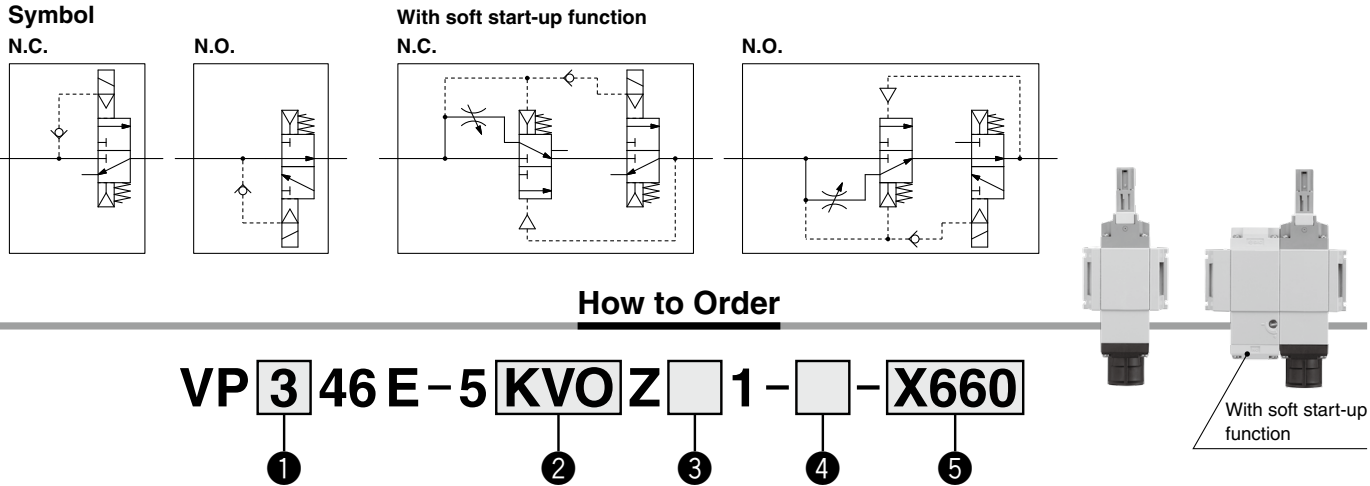 Symbol
With soft start-up function
N.C.
N.O.
N.C.
N.O.
How to Order
VP 3 46 E - 5 KVO Z 1 - - X660
1 2 3 4 5
With soft start-up
function